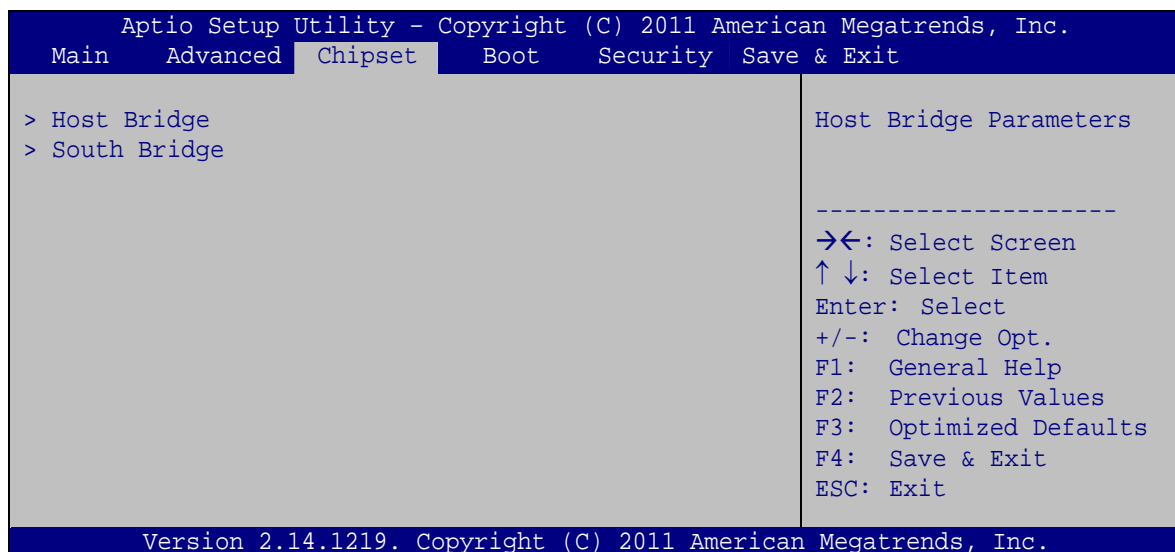 Aptio Setup Utility – Copyright (C) 2011 American Megatrends, Inc.
Main Advanced Chipset Boot Security Save & Exit
> Host Bridge
> South Bridge
Host Bridge Parameters
---------------------
→←: Select Screen
↑ ↓: Select Item
Enter: Select
+/-: Change Opt.
F1: General Help
F2: Previous Values
F3: Optimized Defaults
F4: Save & Exit
ESC: Exit
Version 2.14.1219. Copyright (C) 2011 American Megatrends, Inc.